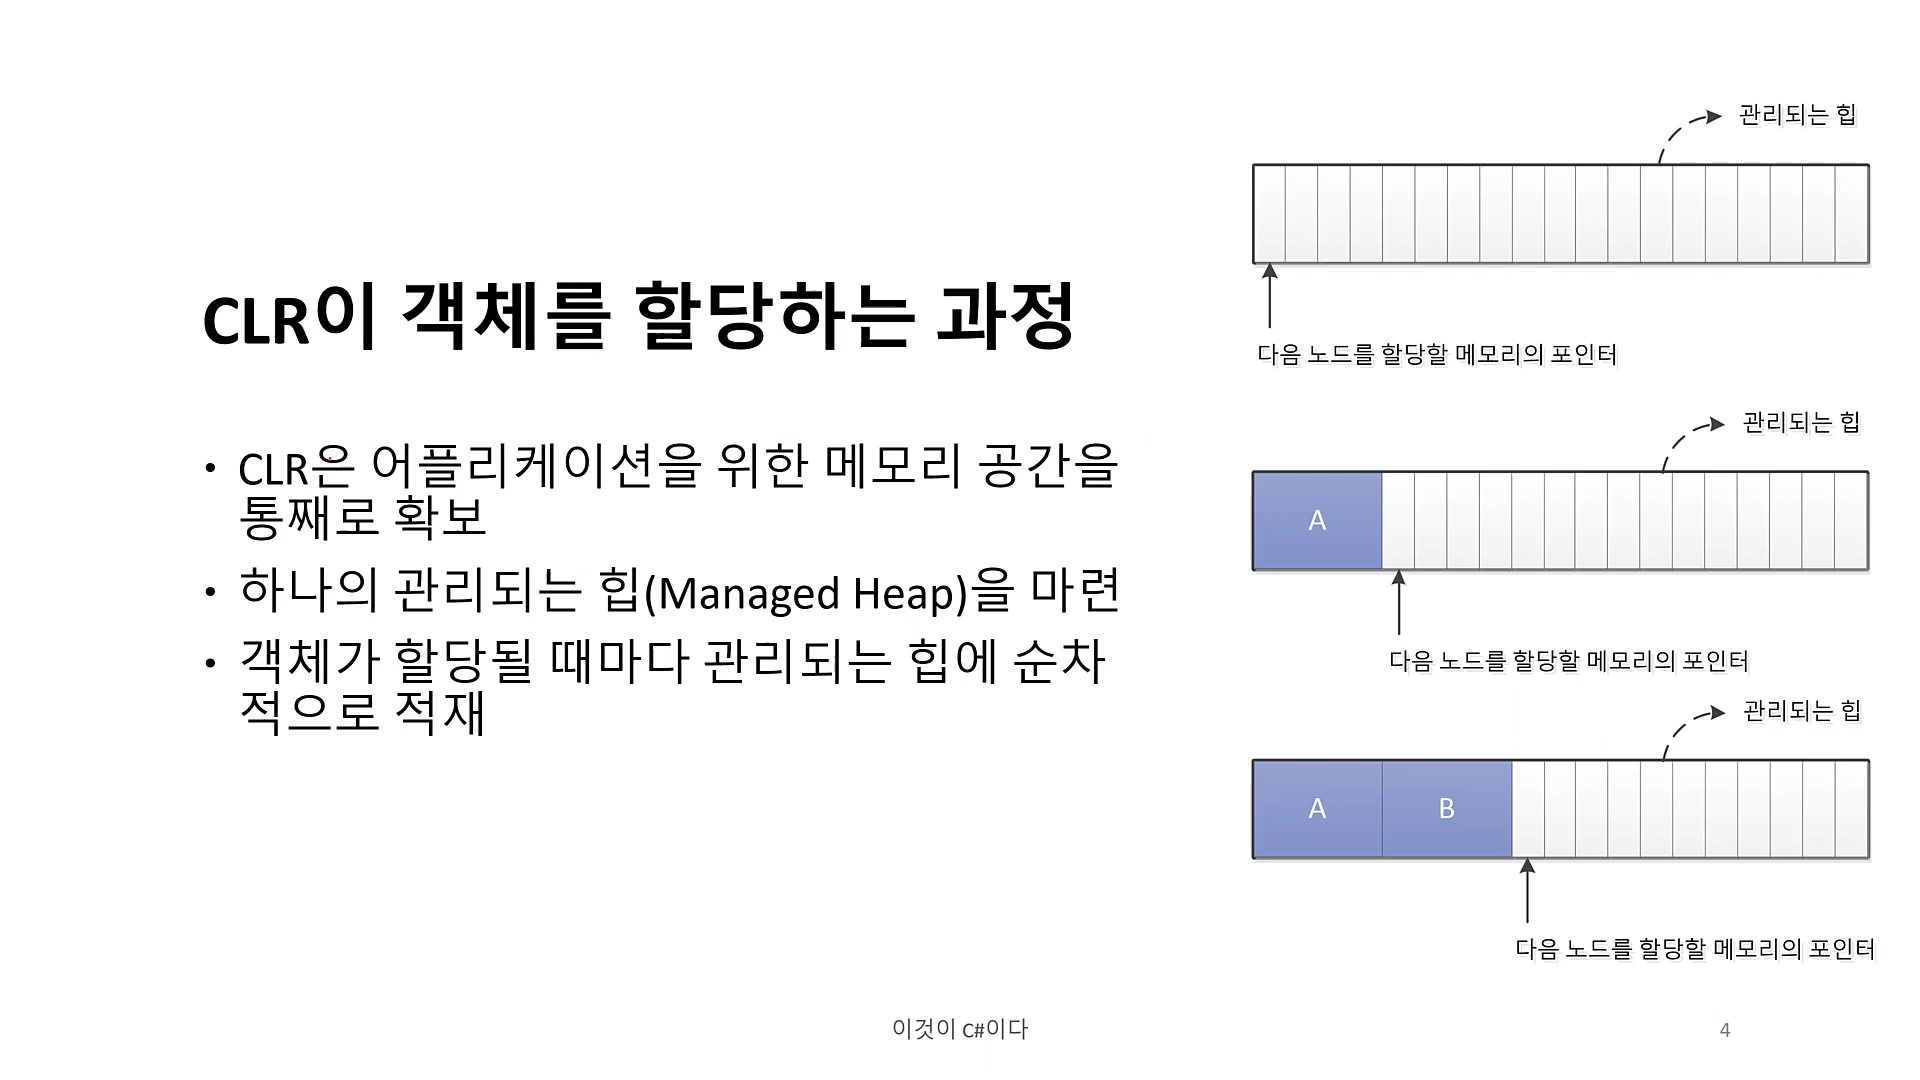 CLR이 객체를 할당하는 과정
• CLR은 어플리케이션을 위한 메모리 공간을
통째로 확보
• 하나의 관리되는 힙(Managed Heap)을 마련
• 객체가 할당될 때마다 관리되는 힙에 순차
적으로 적재
관리되는 힙
다음 노드를 할당할 메모리의 포인터
관리되는 힙
A
다음 노드를 할당할 메모리의 포인터
관리되는 힙
A B
다음 노드를 할당할 메모리의 포인터
이것이 C#이다
4